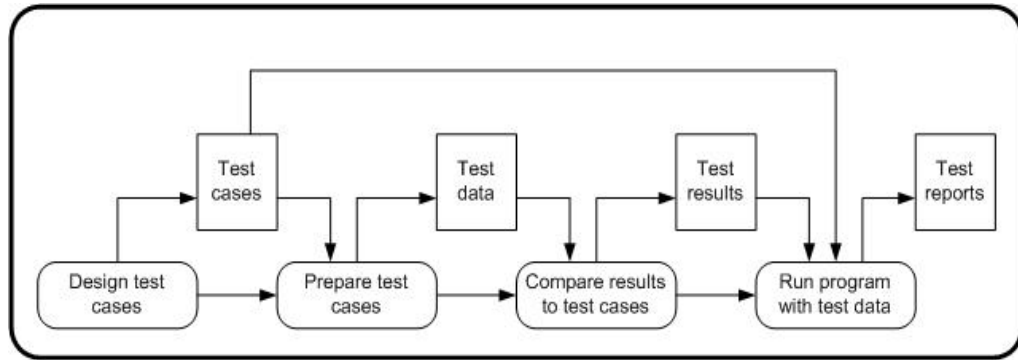 Test
cases
Test
data
Test
results
Test
reports
Design test
cases
Prepare test
cases
Compare results
to test cases
Run program
with test data